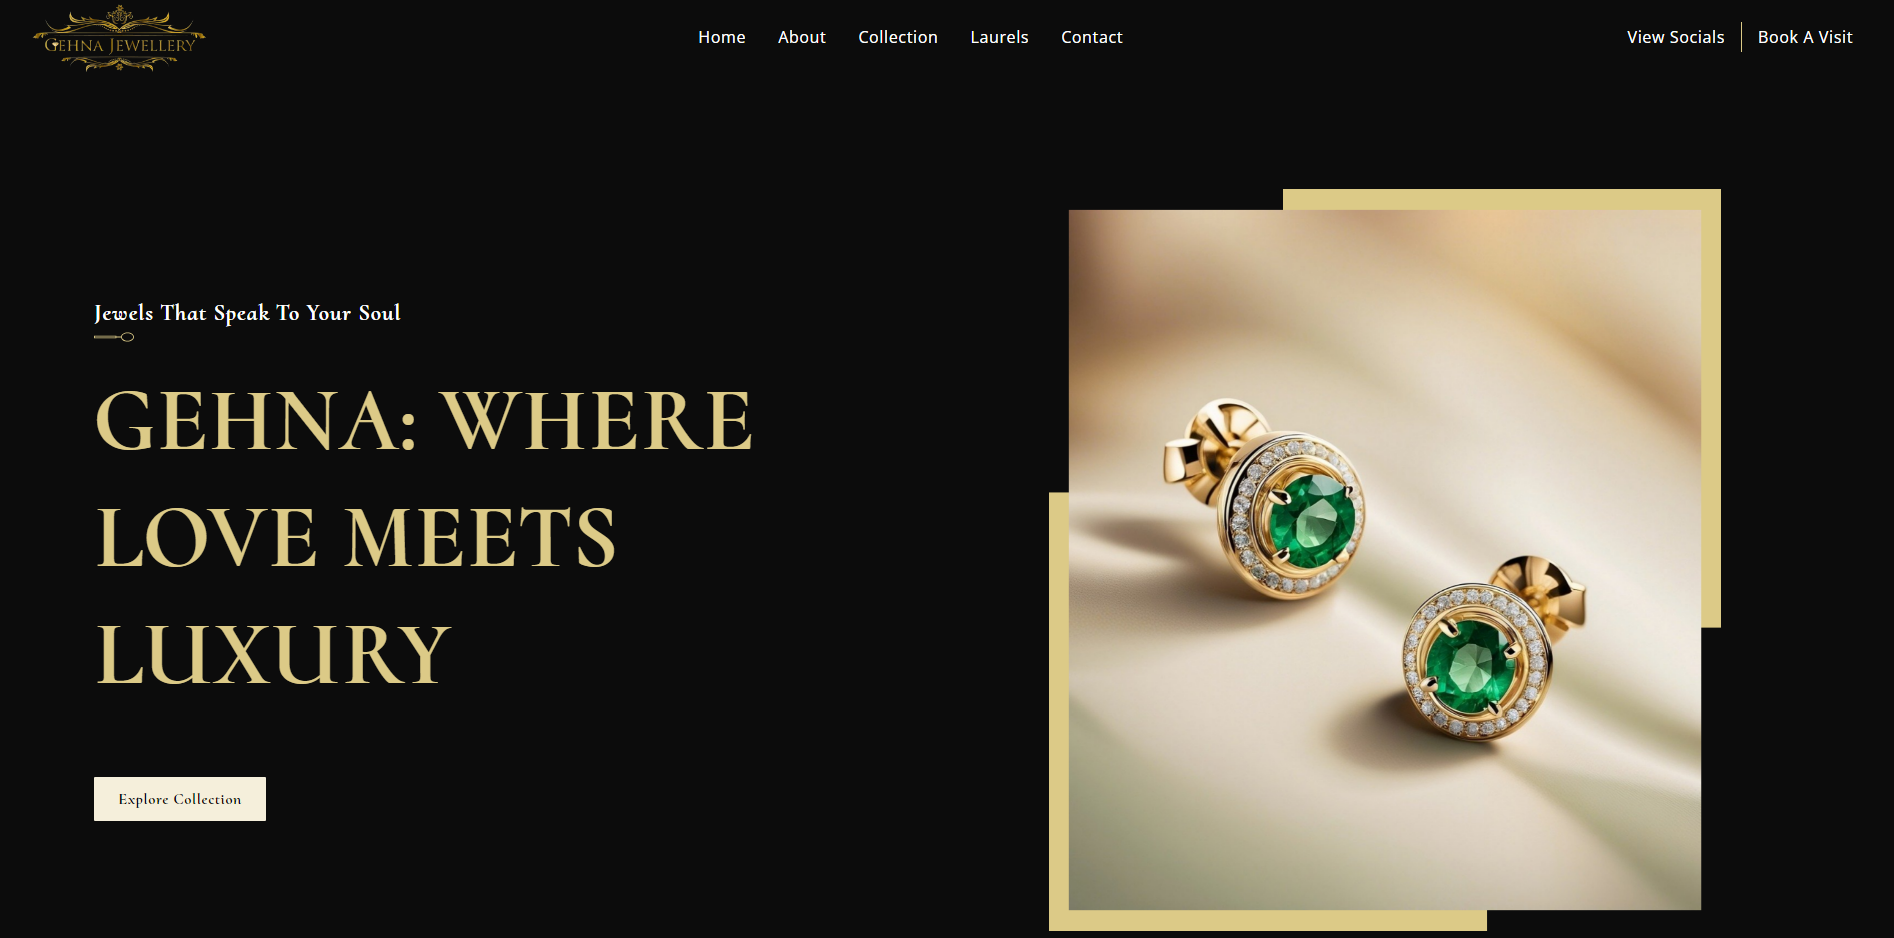 GEHNA JEWELLERY
Home About Collection Laurels Contact
View Socials Book A Visit
Jewels That Speak To Your Soul
GEHNA: WHERE
LOVE MEETS
LUXURY
Explore Collection